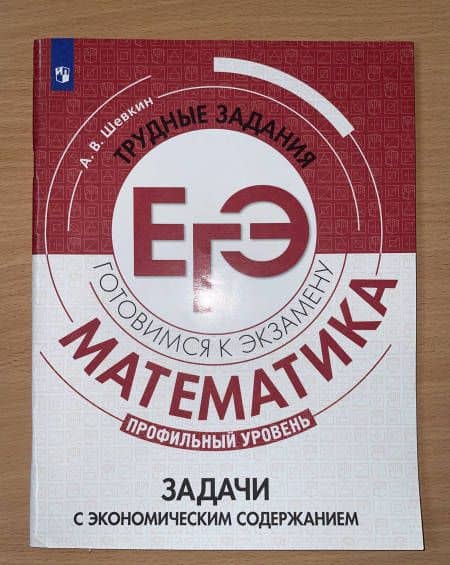 А. В. Шевкин
ТРУДНЫЕ ЗАДАНИЯ
ЕГЭ
ГОТОВИМСЯ К ЭКЗАМЕНУ
МАТЕМАТИКА
ПРОФИЛЬНЫЙ УРОВЕНЬ
ЗАДАЧИ
С ЭКОНОМИЧЕСКИМ СОДЕРЖАНИЕМ